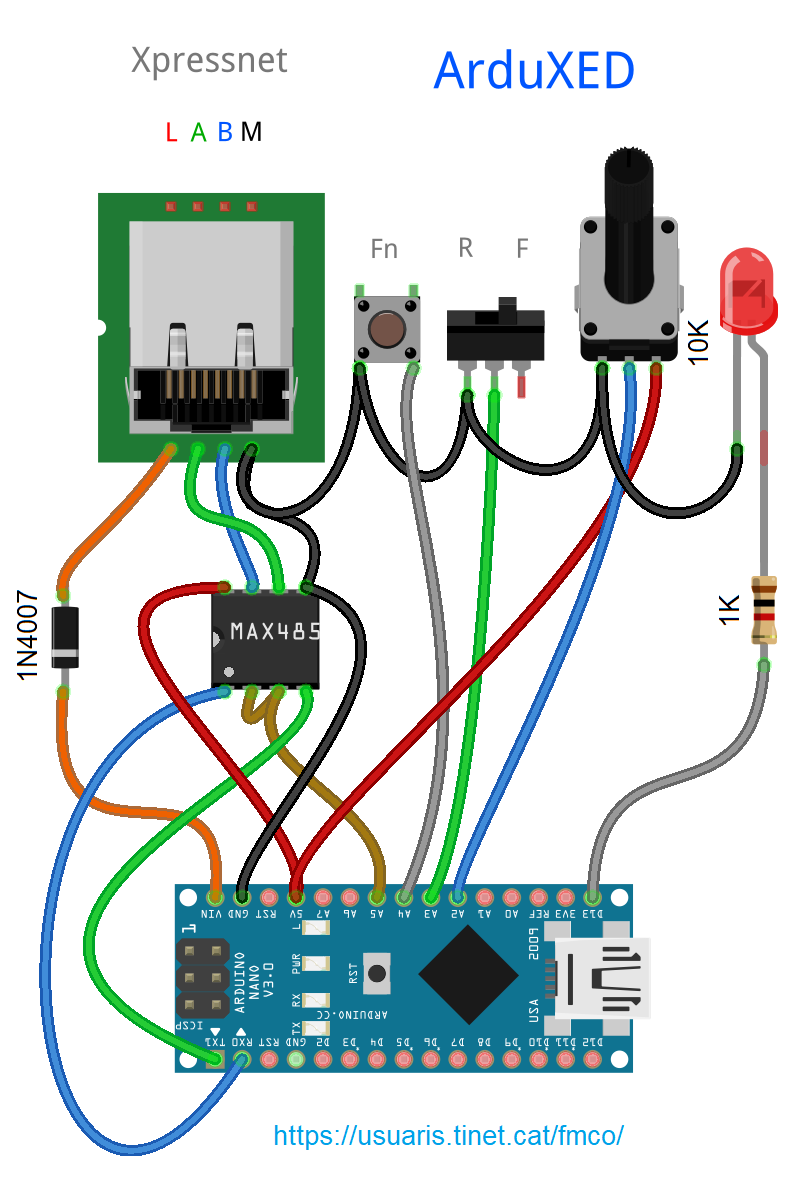 Xpressnet
ArduXED
L A B M
Fn
R F
10K
1N4007
1K
MAX485
VIN GND RST 5V A7 A6 A5 A4 A3 A2 A1 A0 REF 3V3 D13
L
PWR
RX
TX
RST
ARDUINO
NANO
V3.0
ARDUINO.CC
ICSP
USA
TX1 RX0 RST GND D2 D3 D4 D5 D6 D7 D8 D9 D10 D11 D12
https://usuaris.tinet.cat/fmco/